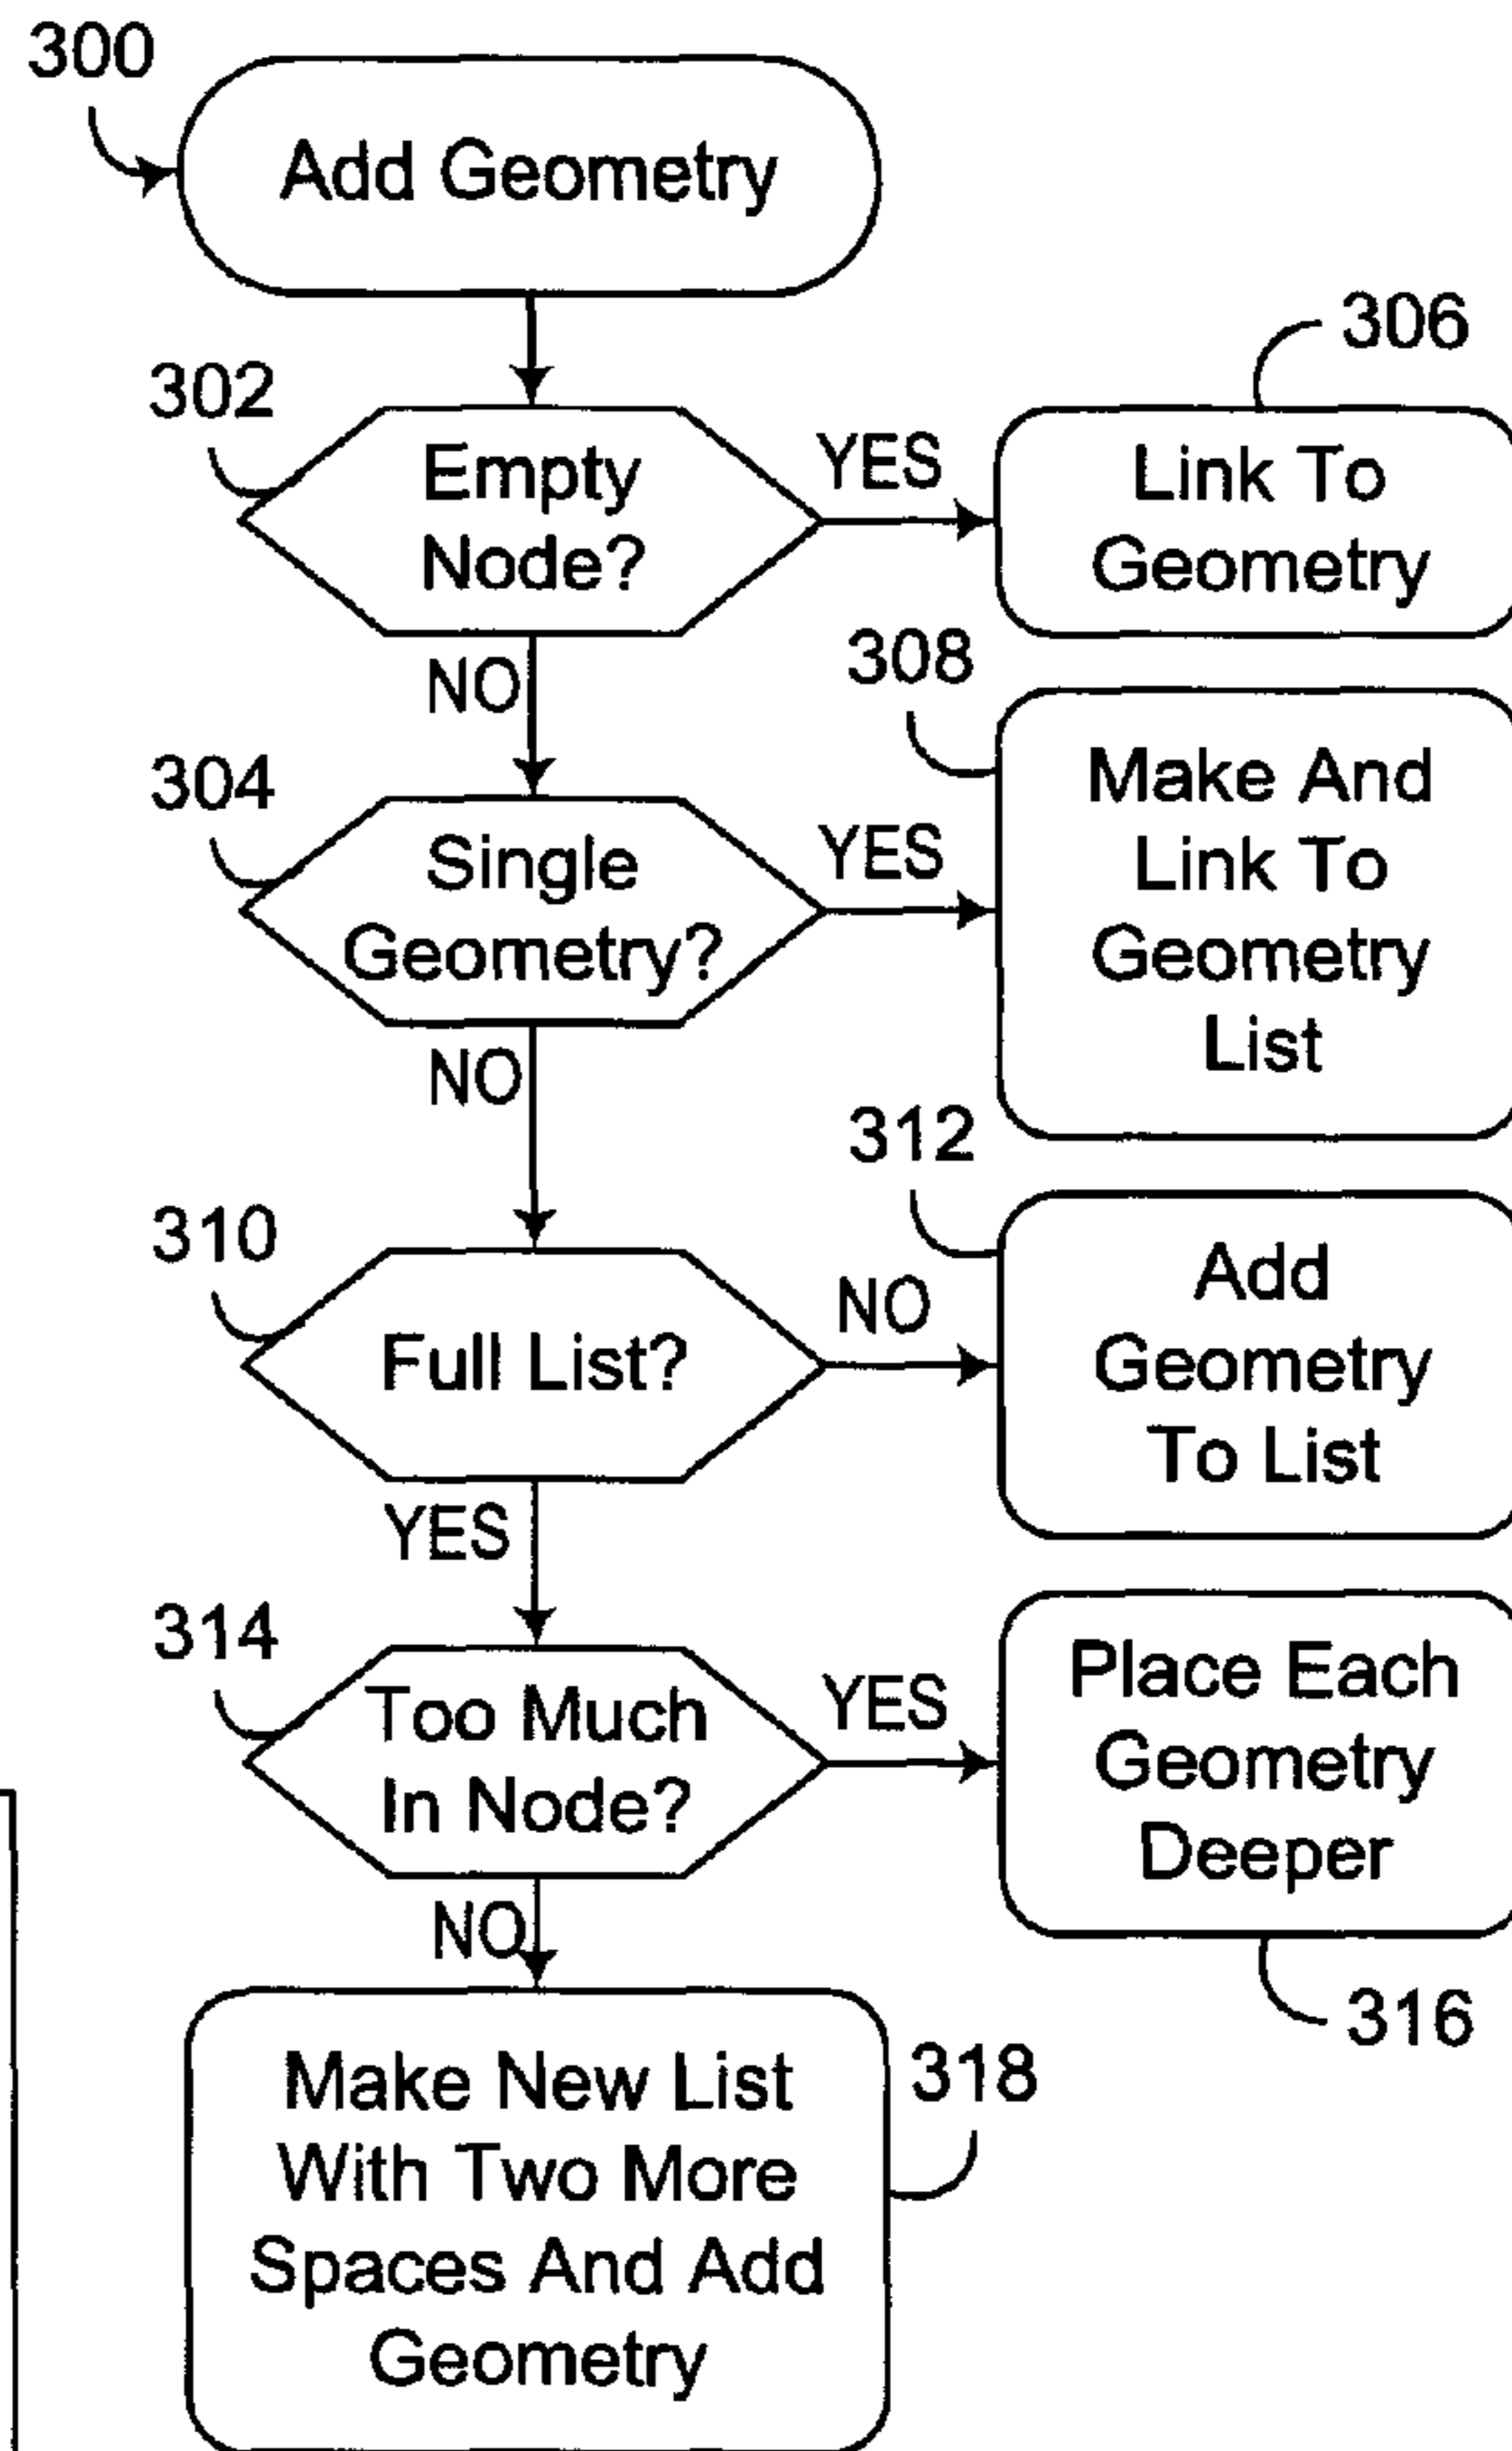 300
Add Geometry
306
302
Empty
Node?
YES
Link To
Geometry
NO
308
304
Single
Geometry?
YES
Make And
Link To
Geometry
List
NO
312
310
Full List?
NO
Add
Geometry
To List
YES
314
Too Much
In Node?
YES
Place Each
Geometry
Deeper
NO
316
Make New List
With Two More
Spaces And Add
Geometry
318